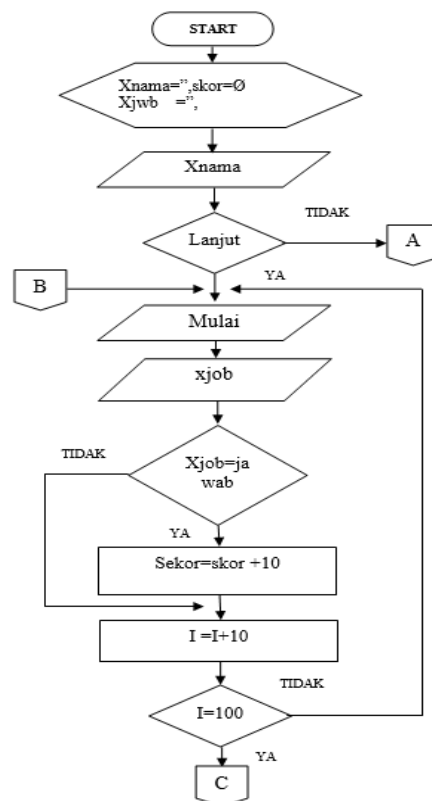 START
Xnama=”,skor=Ø
Xjwb =”,
Xnama
TIDAK
Lanjut
A
YA
B
Mulai
xjob
TIDAK
Xjob=ja
wab
YA
Sekor=skor +10
I =I+10
TIDAK
I=100
YA
C